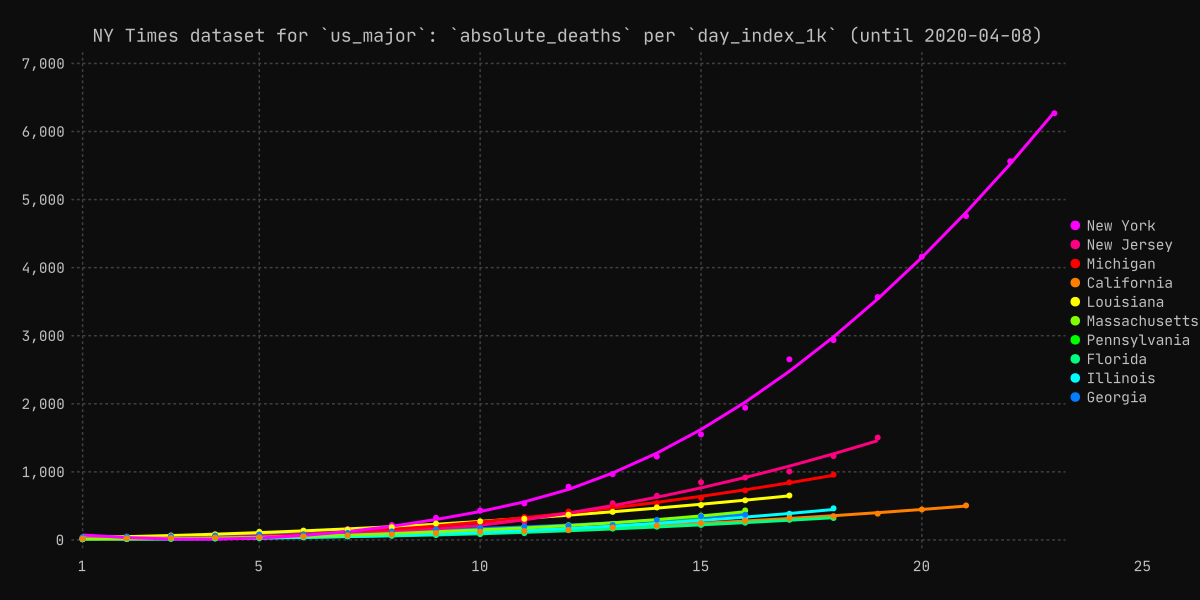 NY Times dataset for `us_major`: `absolute_deaths` per `day_index_1k` (until 2020-04-08)
7,000
6,000
5,000
4,000
3,000
2,000
1,000
0
1 5 10 15 20 25
New York
New Jersey
Michigan
California
Louisiana
Massachusetts
Pennsylvania
Florida
Illinois
Georgia